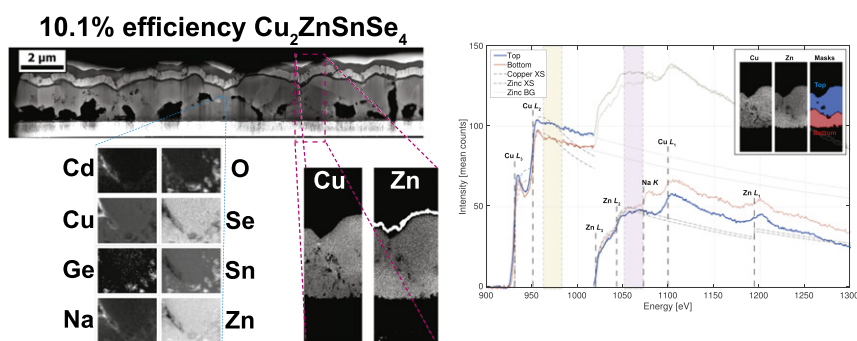 10.1% efficiency Cu2ZnSnSe4
2 µm
Cd
O
Cu
Se
Ge
Sn
Na
Zn
Cu
Zn
150
100
50
0
Intensity [mean counts]
900
950
1000
1050
1100
1150
1200
1250
1300
Energy [eV]
Top
Bottom
Copper XS
Zinc XS
Zinc BG
Cu L3
Cu L2
Zn L3
Zn L2
Na K
Cu L1
Zn L1
Cu
Zn
Masks
Top
Bottom